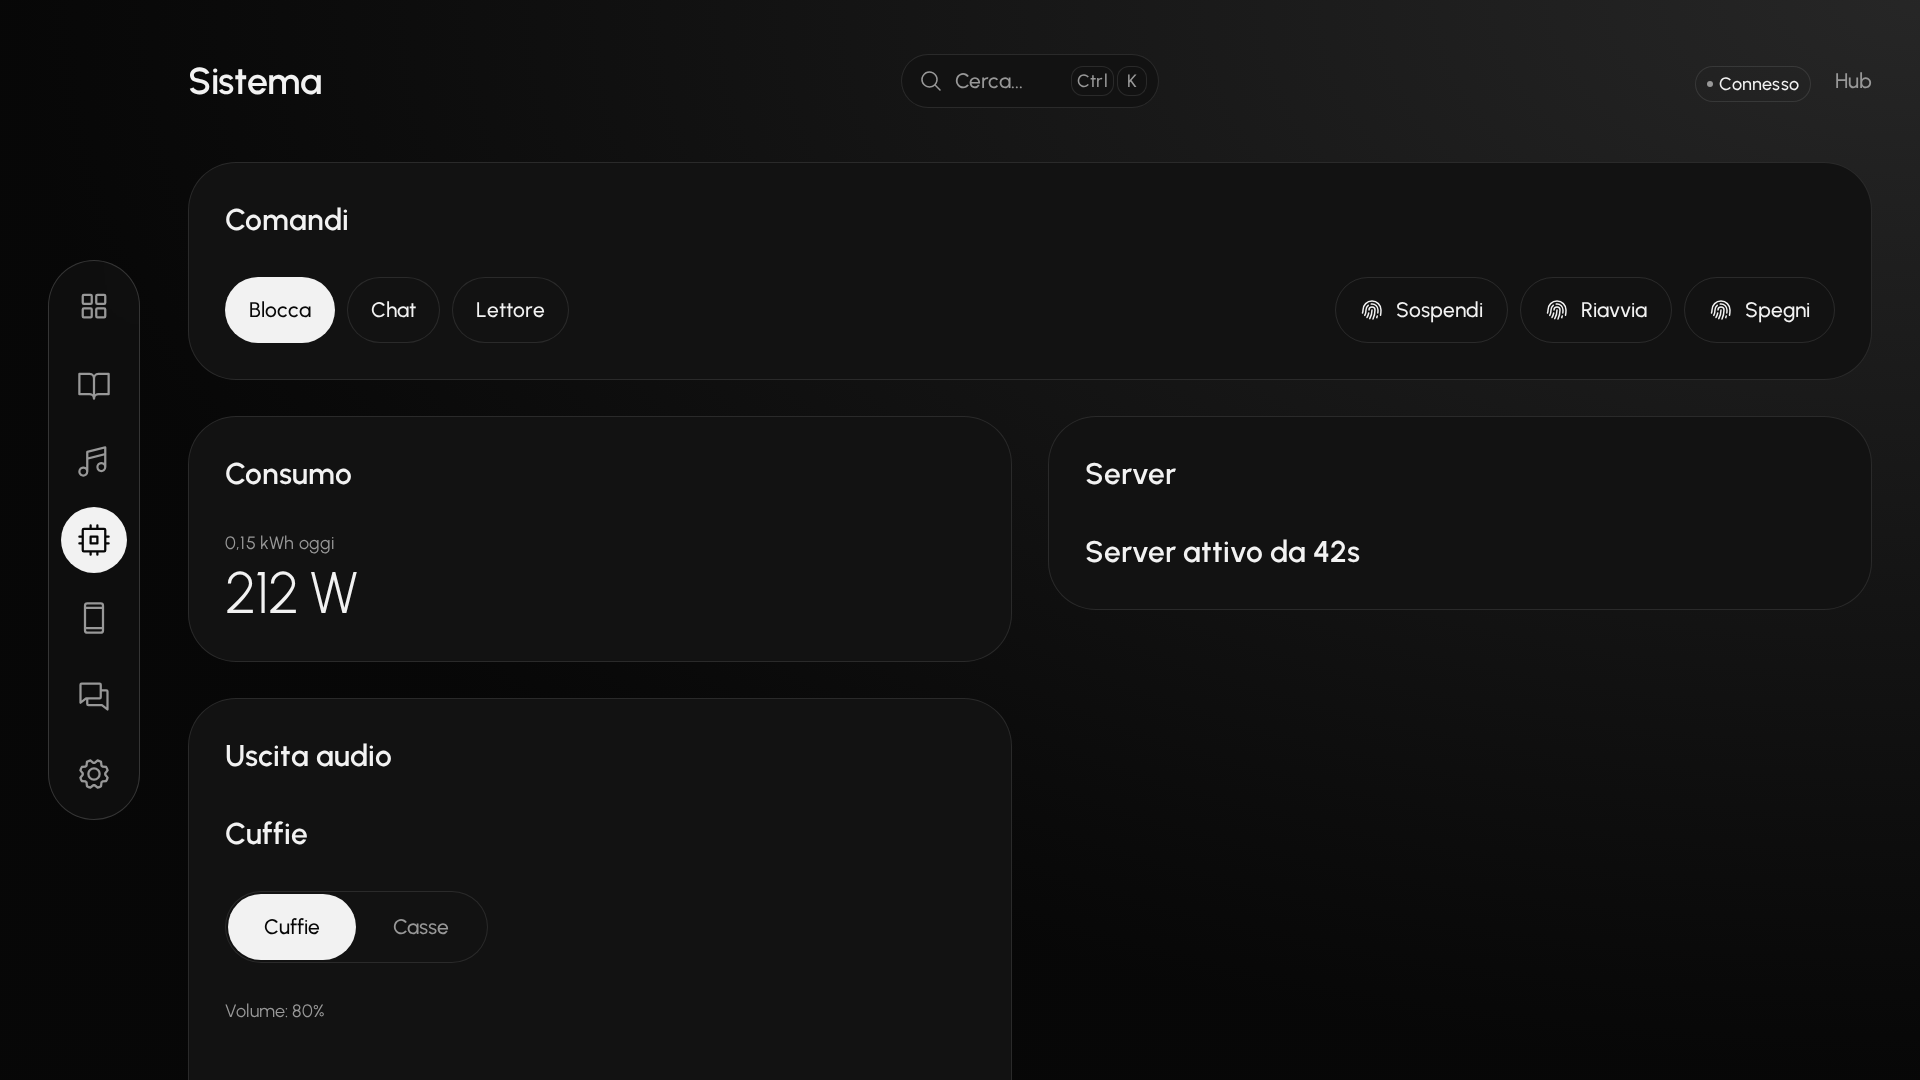 Sistema
Cerca...
Ctrl K
Connesso
Hub
Comandi
Blocca
Chat
Lettore
Sospendi
Riavvia
Spegni
Consumo
0,15 kWh oggi
212 W
Server
Server attivo da 42s
Uscita audio
Cuffie
Cuffie
Casse
Volume: 80%